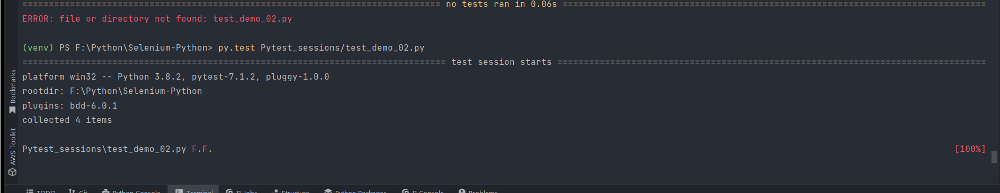 =============================================================================== no tests ran in 0.06s ================================================================================
ERROR: file or directory not found: test_demo_02.py
(venv) PS F:\Python\Selenium-Python> py.test Pytest_sessions/test_demo_02.py
================================================================================ test session starts =================================================================================
platform win32 -- Python 3.8.2, pytest-7.1.2, pluggy-1.0.0
rootdir: F:\Python\Selenium-Python
plugins: bdd-6.0.1
collected 4 items
Pytest_sessions\test_demo_02.py F.F. [100%]
Bookmarks
AWS Toolkit
TODO Git Python Console Terminal R Jobs Structure Python Packages R Console Problems